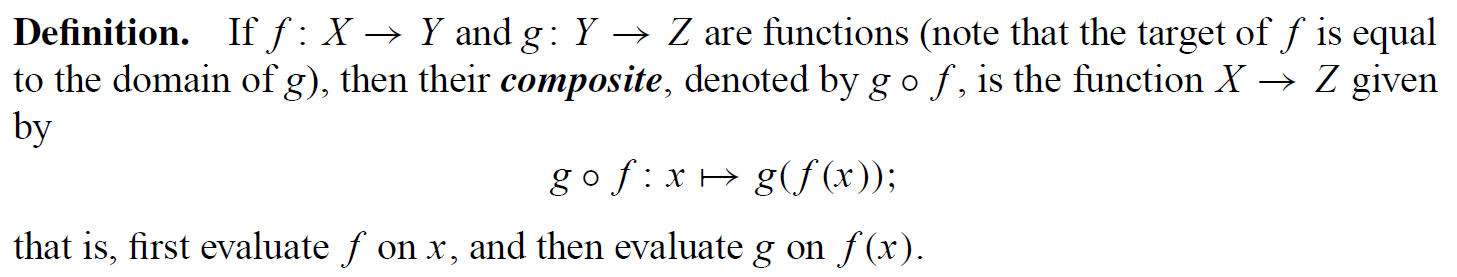 Definition. If f : X → Y and g : Y → Z are functions (note that the target of f is equal
to the domain of g), then their composite, denoted by g ∘ f, is the function X → Z given
by
g ∘ f : x ↦ g(f(x));
that is, first evaluate f on x, and then evaluate g on f(x).